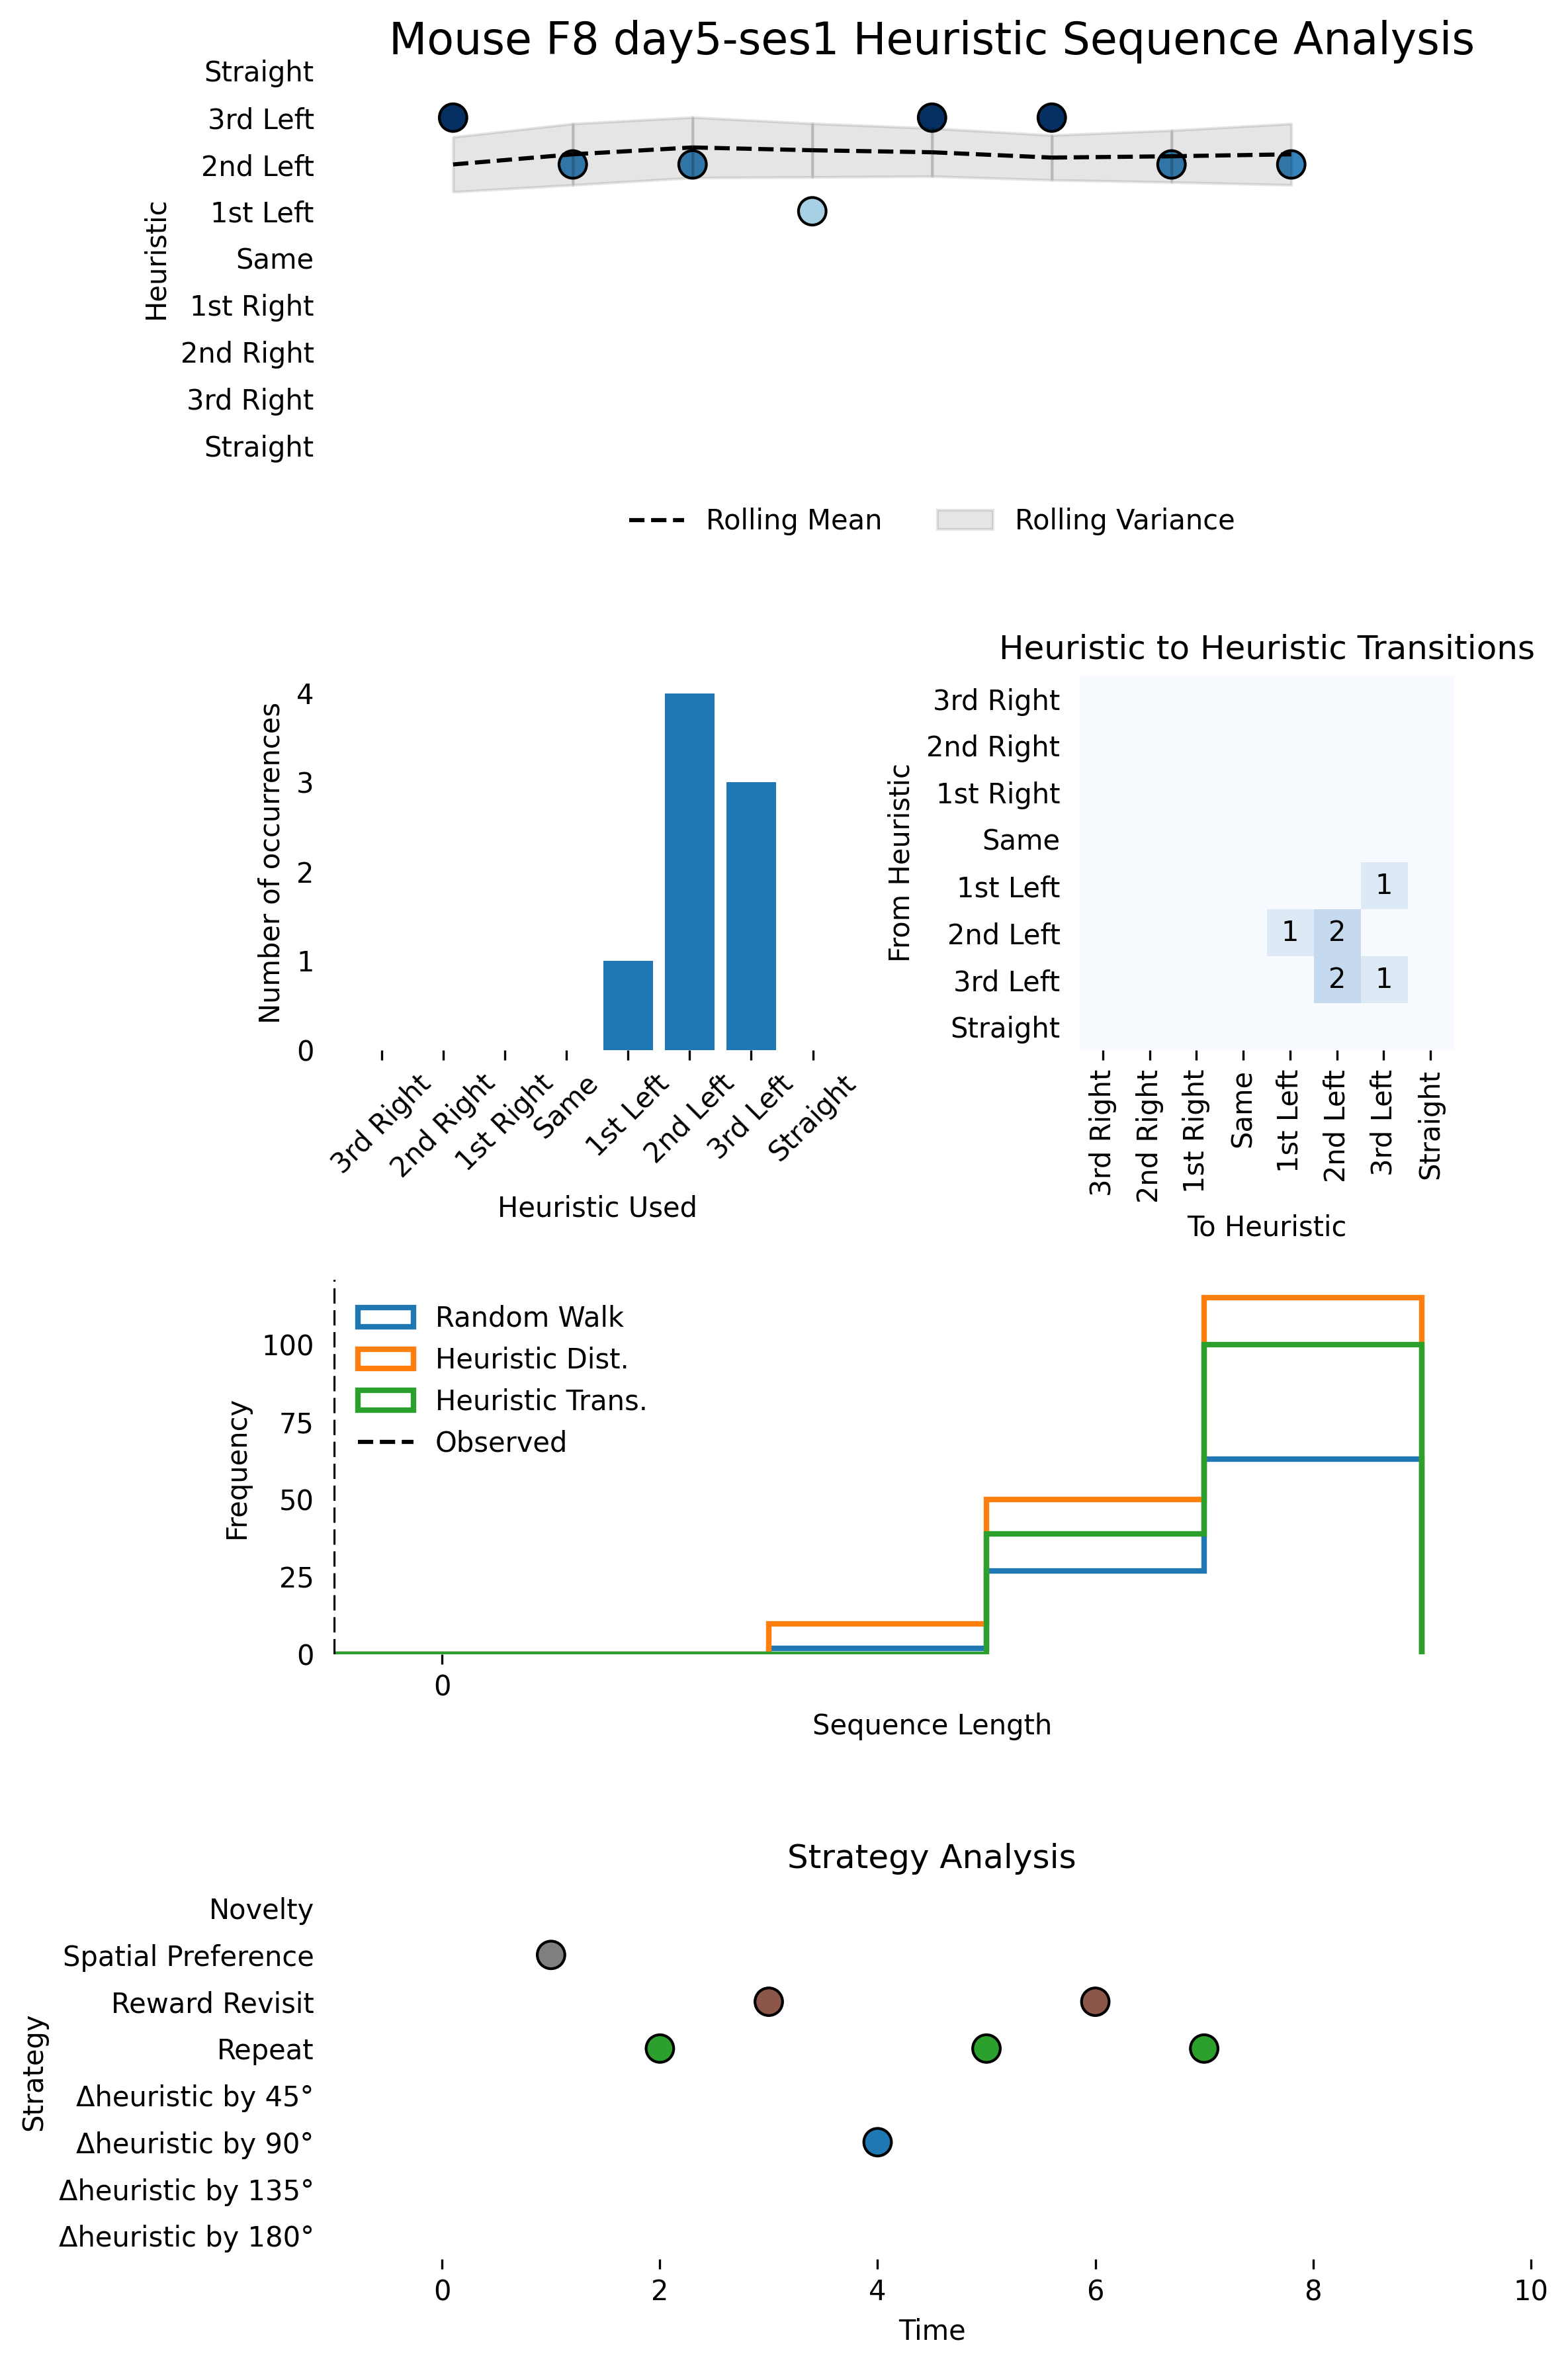 Mouse F8 day5-ses1 Heuristic Sequence Analysis
Heuristic
Straight
3rd Left
2nd Left
1st Left
Same
1st Right
2nd Right
3rd Right
Straight
Rolling Mean
Rolling Variance
Number of occurrences
4
3
2
1
0
3rd Right
2nd Right
1st Right
Same
1st Left
2nd Left
3rd Left
Straight
Heuristic Used
Heuristic to Heuristic Transitions
From Heuristic
3rd Right
2nd Right
1st Right
Same
1st Left
2nd Left
3rd Left
Straight
1
1 2
2 1
3rd Right
2nd Right
1st Right
Same
1st Left
2nd Left
3rd Left
Straight
To Heuristic
Frequency
100
75
50
25
0
Random Walk
Heuristic Dist.
Heuristic Trans.
Observed
0
Sequence Length
Strategy Analysis
Strategy
Novelty
Spatial Preference
Reward Revisit
Repeat
Δheuristic by 45°
Δheuristic by 90°
Δheuristic by 135°
Δheuristic by 180°
0 2 4 6 8 10
Time